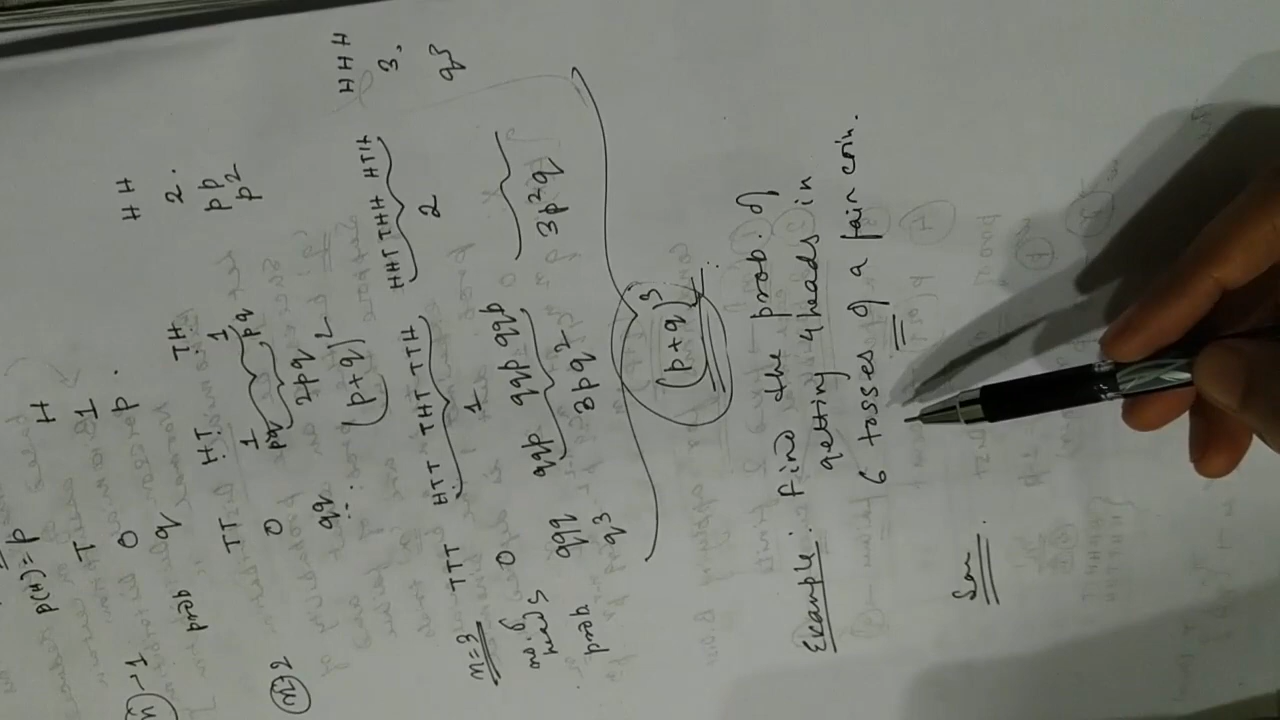 P(H)=p
T H
n-1 0 1
prob q p.
TT HT TH HH
n=2 0 1 1 2.
qq pq, pq pp
2pq p2
(p+q)2
n=3 TTT HTT THT TTH HHT THH HTH HHH
no. of heads 0 1 2 3,
prob qqq qqp qqp qqp q3
q3 3pq2 3p2q
(p+q)3
Example: find the prob. of
getting 4 heads in
6 tosses of a fair coin.
Son